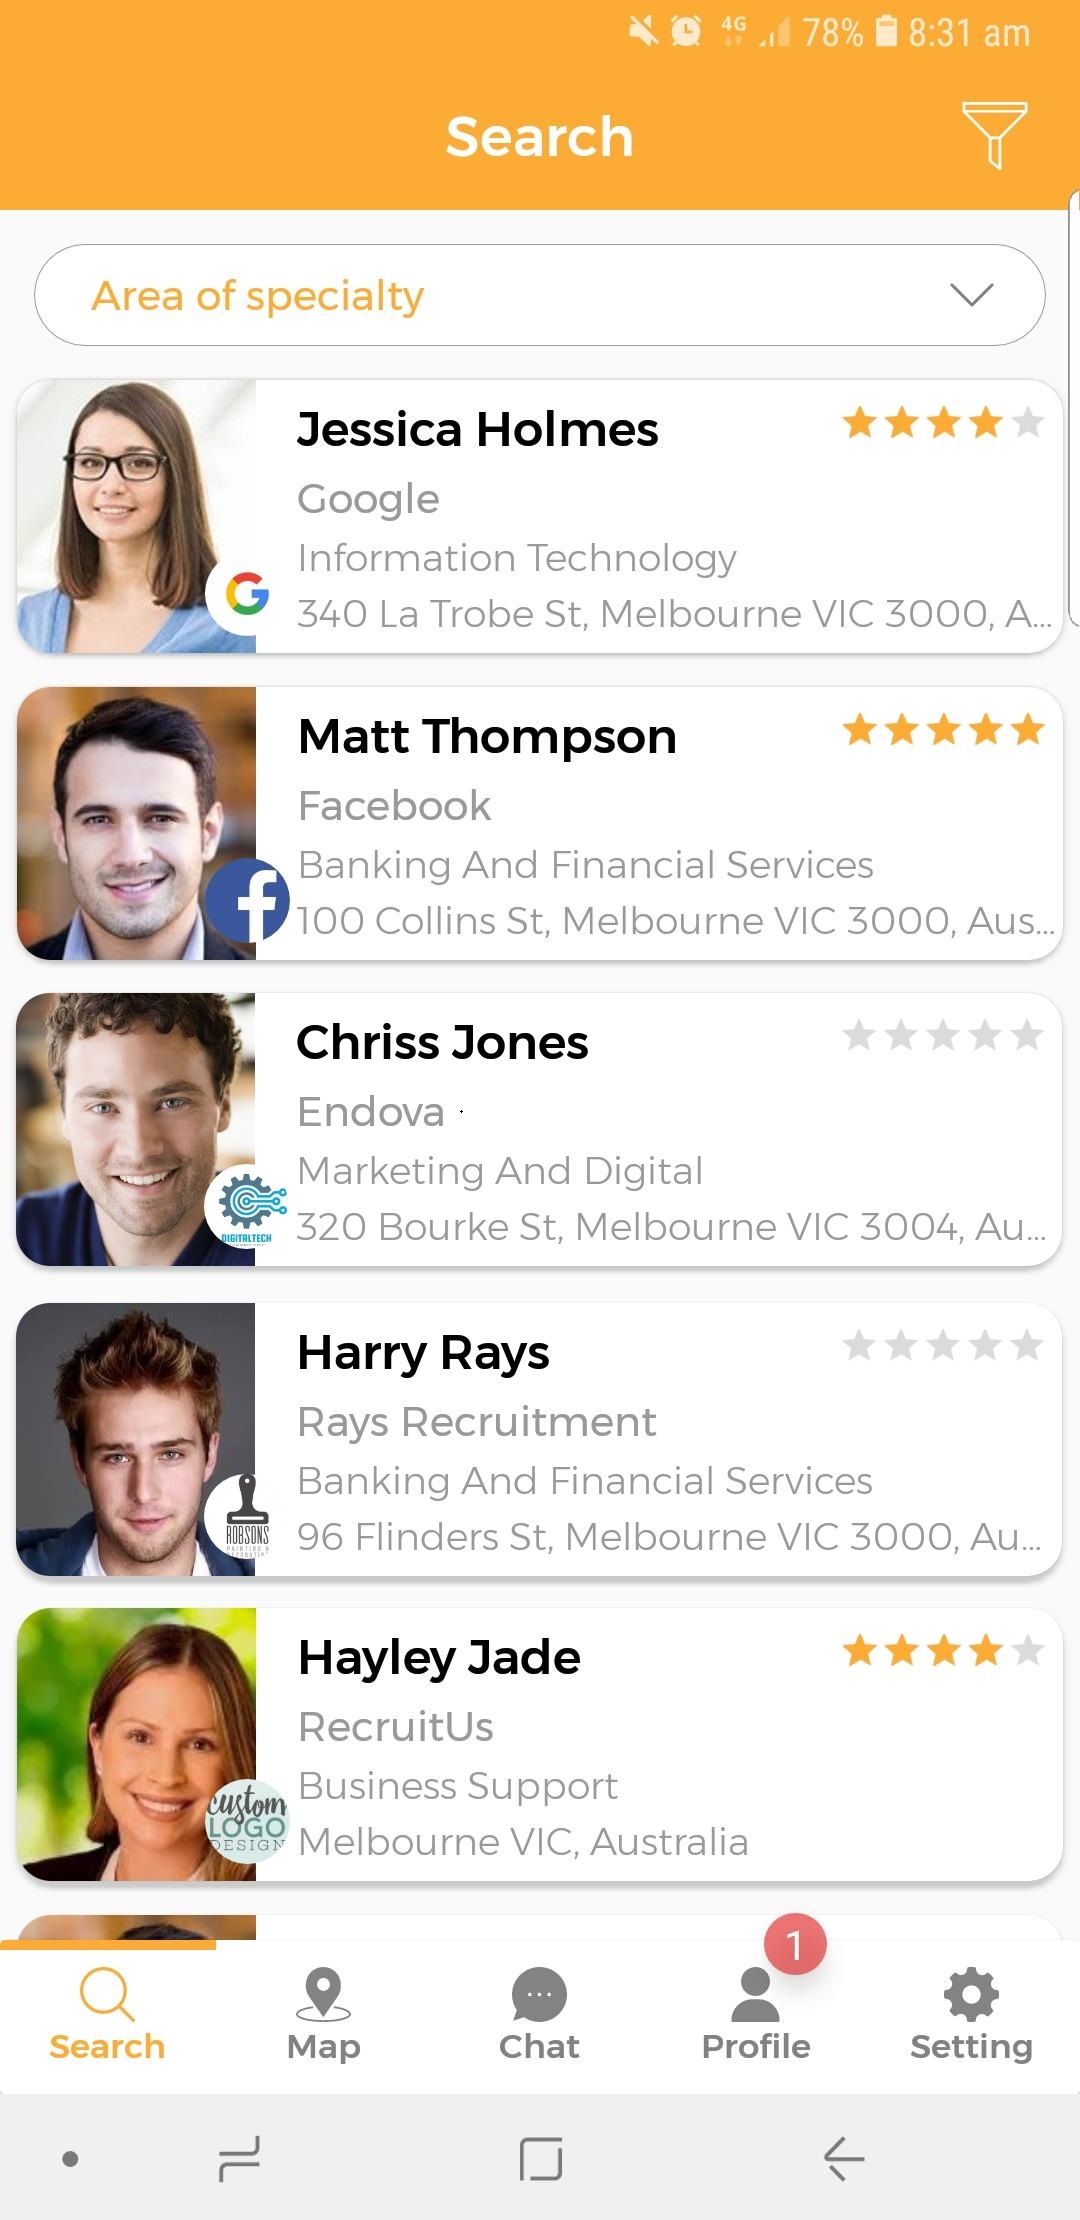 4G 78% 8:31 am
Search
Area of specialty
Jessica Holmes
Google
Information Technology
340 La Trobe St, Melbourne VIC 3000, A...
Matt Thompson
Facebook
Banking And Financial Services
100 Collins St, Melbourne VIC 3000, Aus...
Chriss Jones
Endova
Marketing And Digital
DIGITALTECH
320 Bourke St, Melbourne VIC 3004, Au...
Harry Rays
Rays Recruitment
Banking And Financial Services
ROBSONS
96 Flinders St, Melbourne VIC 3000, Au...
Hayley Jade
RecruitUs
Business Support
custom
LOGO
DESIGN
Melbourne VIC, Australia
1
Search Map Chat Profile Setting